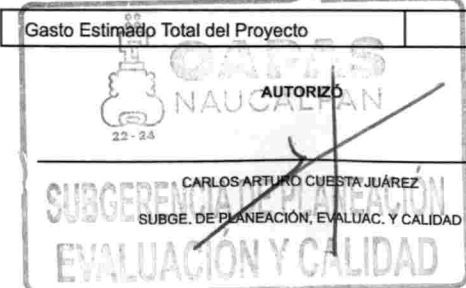 Gasto Estimado Total del Proyecto
OAPAS
AUTORIZÓ
NAUCALPAN
22-24
CARLOS ARTURO CUESTA JUÁREZ
SUBGERENCIA DE PLANEACIÓN
SUBGE. DE PLANEACIÓN, EVALUAC. Y CALIDAD
EVALUACIÓN Y CALIDAD